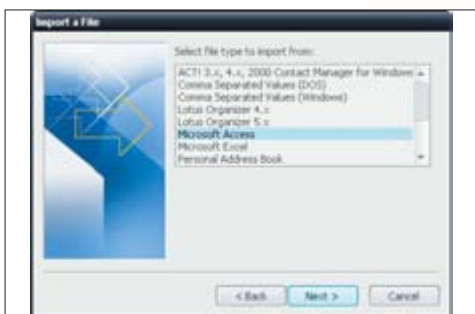 Import a File
Select file type to import from:
ACT! 3.x, 4.x, 2000 Contact Manager for Windows
Comma Separated Values (DOS)
Comma Separated Values (Windows)
Lotus Organizer 4.x
Lotus Organizer 5.x
Microsoft Access
Microsoft Excel
Personal Address Book
< Back
Next >
Cancel